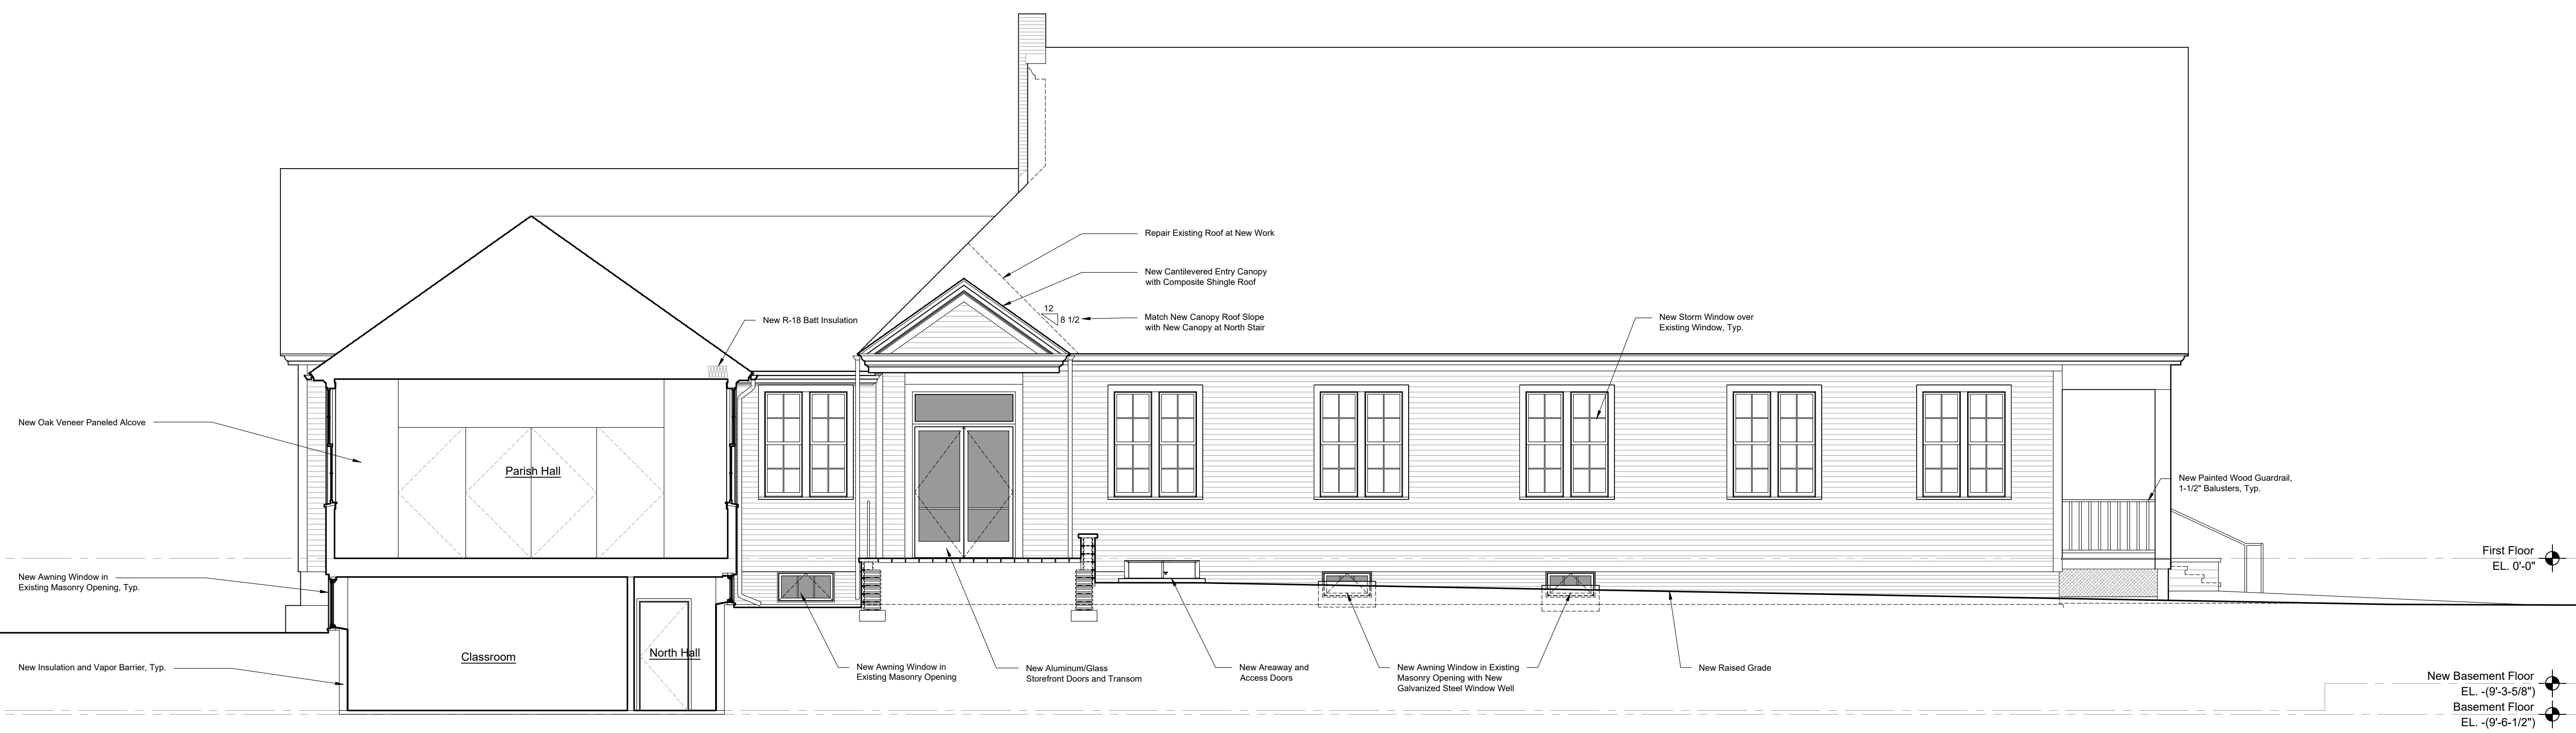 Repair Existing Roof at New Work
New Cantilevered Entry Canopy
with Composite Shingle Roof
12
8 1/2
Match New Canopy Roof Slope
with New Canopy at North Stair
New R-18 Batt Insulation
New Storm Window over
Existing Window, Typ.
New Oak Veneer Paneled Alcove
Parish Hall
New Painted Wood Guardrail,
1-1/2" Balusters, Typ.
First Floor
EL. 0'-0"
New Awning Window in
Existing Masonry Opening, Typ.
Classroom
North Hall
New Insulation and Vapor Barrier, Typ.
New Awning Window in
Existing Masonry Opening
New Aluminum/Glass
Storefront Doors and Transom
New Areaway and
Access Doors
New Awning Window in Existing
Masonry Opening with New
Galvanized Steel Window Well
New Raised Grade
New Basement Floor
EL. -(9'-3-5/8")
Basement Floor
EL. -(9'-6-1/2")